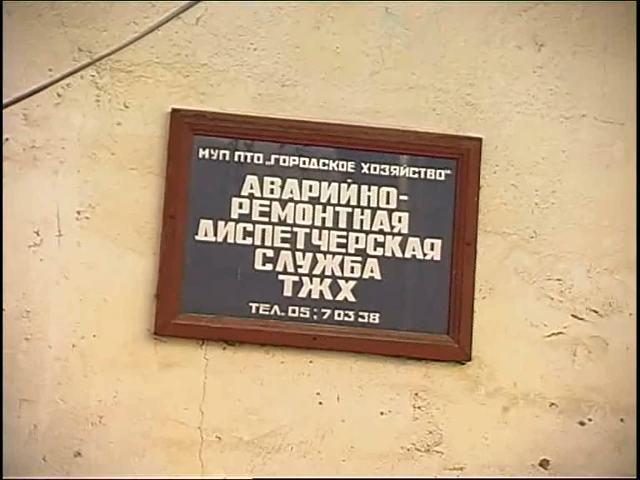 МУП ПТО „ГОРОДСКОЕ ХОЗЯЙСТВО"
АВАРИЙНО-
РЕМОНТНАЯ
ДИСПЕТЧЕРСКАЯ
СЛУЖБА
ТЖХ
ТЕЛ. 05; 7 03 38